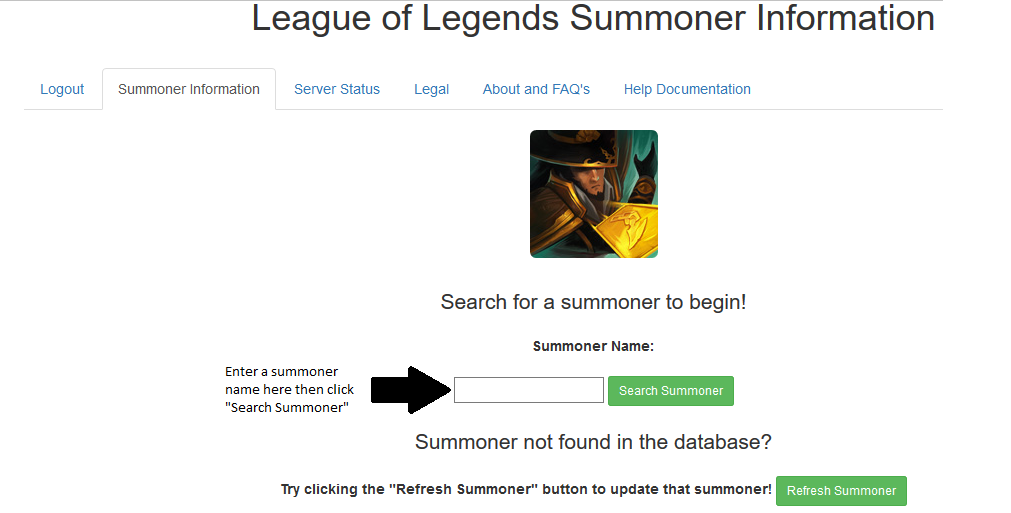 League of Legends Summoner Information
Logout Summoner Information Server Status Legal About and FAQ's Help Documentation
Search for a summoner to begin!
Summoner Name:
Enter a summoner
name here then click
"Search Summoner"
Search Summoner
Summoner not found in the database?
Try clicking the "Refresh Summoner" button to update that summoner! Refresh Summoner